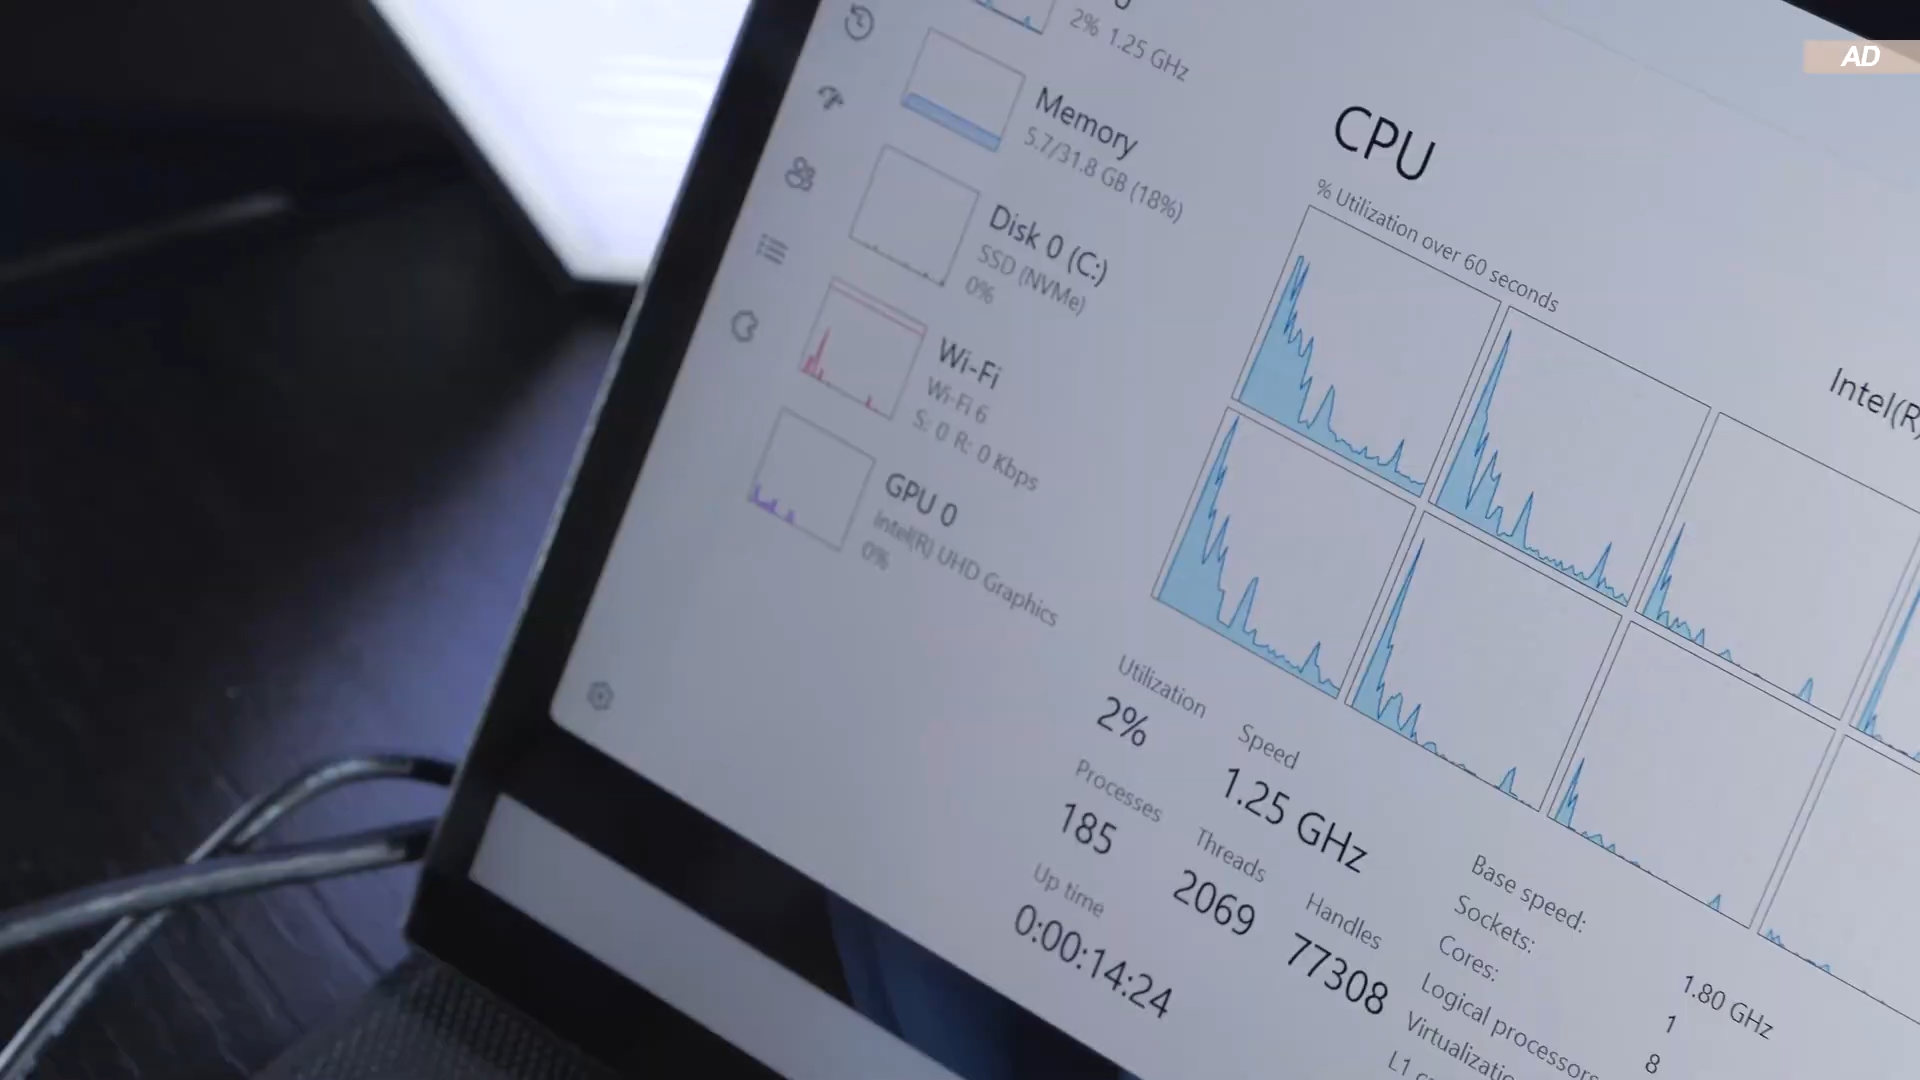 AD
2% 1.25 GHz
Memory
5.7/31.8 GB (18%)
Disk 0 (C:)
SSD (NVMe)
0%
Wi-Fi
Wi-Fi 6
S: 0 R: 0 Kbps
GPU 0
Intel(R) UHD Graphics
0%
CPU
% Utilization over 60 seconds
Intel(R)
Utilization
2%
Speed
1.25 GHz
Processes
185
Threads
2069
Handles
77308
Up time
0:00:14:24
Base speed:
1.80 GHz
Sockets:
1
Cores:
8
Logical processors
L1